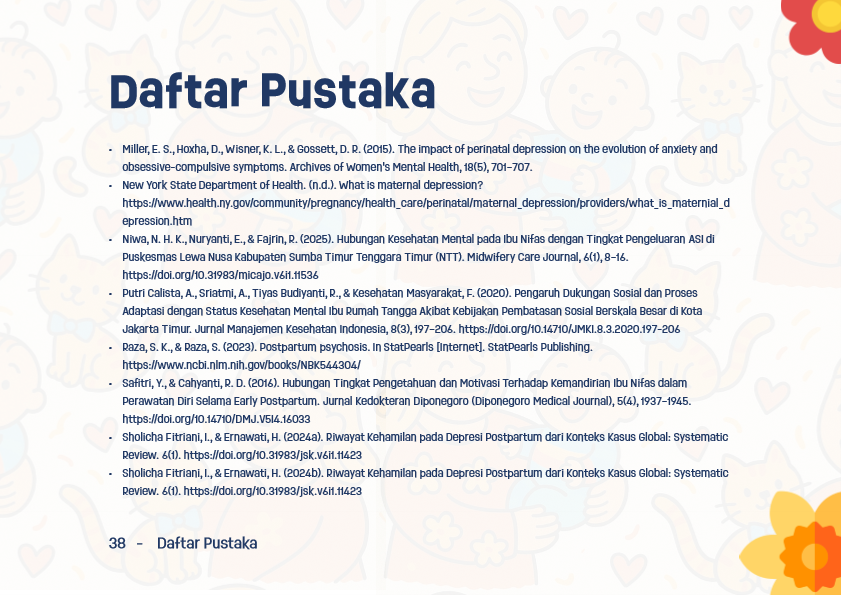 Daftar Pustaka
• Miller, E. S., Hoxha, D., Wisner, K. L., & Gossett, D. R. (2015). The impact of perinatal depression on the evolution of anxiety and
obsessive-compulsive symptoms. Archives of Women's Mental Health, 18(5), 701–707.
• New York State Department of Health. (n.d.). What is maternal depression?
https://www.health.ny.gov/community/pregnancy/health_care/perinatal/maternal_depression/providers/what_is_maternial_d
epression.htm
• Niwa, N. H. K., Nuryanti, E., & Fajrin, R. (2025). Hubungan Kesehatan Mental pada Ibu Nifas dengan Tingkat Pengeluaran ASI di
Puskesmas Lewa Nusa Kabupaten Sumba Timur Tenggara Timur (NTT). Midwifery Care Journal, 6(1), 8–16.
https://doi.org/10.31983/micajo.v6i1.11536
• Putri Calista, A., Sriatmi, A., Tiyas Budiyanti, R., & Kesehatan Masyarakat, F. (2020). Pengaruh Dukungan Sosial dan Proses
Adaptasi dengan Status Kesehatan Mental Ibu Rumah Tangga Akibat Kebijakan Pembatasan Sosial Berskala Besar di Kota
Jakarta Timur. Jurnal Manajemen Kesehatan Indonesia, 8(3), 197–206. https://doi.org/10.14710/JMKI.8.3.2020.197-206
• Raza, S. K., & Raza, S. (2023). Postpartum psychosis. In StatPearls [Internet]. StatPearls Publishing.
https://www.ncbi.nlm.nih.gov/books/NBK544304/
• Safitri, Y., & Cahyanti, R. D. (2016). Hubungan Tingkat Pengetahuan dan Motivasi Terhadap Kemandirian Ibu Nifas dalam
Perawatan Diri Selama Early Postpartum. Jurnal Kedokteran Diponegoro (Diponegoro Medical Journal), 5(4), 1937–1945.
https://doi.org/10.14710/DMJ.V5I4.16033
• Sholicha Fitriani, I., & Ernawati, H. (2024a). Riwayat Kehamilan pada Depresi Postpartum dari Konteks Kasus Global: Systematic
Review. 6(1). https://doi.org/10.31983/jsk.v6i1.11423
• Sholicha Fitriani, I., & Ernawati, H. (2024b). Riwayat Kehamilan pada Depresi Postpartum dari Konteks Kasus Global: Systematic
Review. 6(1). https://doi.org/10.31983/jsk.v6i1.11423
38 - Daftar Pustaka